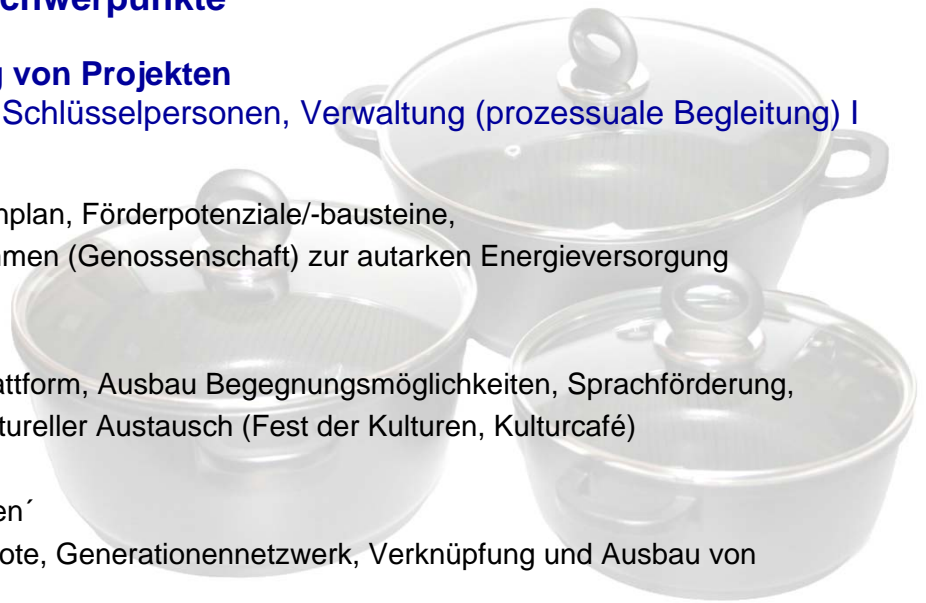 chwerpunkte
g von Projekten
Schlüsselpersonen, Verwaltung (prozessuale Begleitung) I
nplan, Förderpotenziale/-bausteine,
hmen (Genossenschaft) zur autarken Energieversorgung
attform, Ausbau Begegnungsmöglichkeiten, Sprachförderung,
tureller Austausch (Fest der Kulturen, Kulturcafé)
en´
ote, Generationennetzwerk, Verknüpfung und Ausbau von